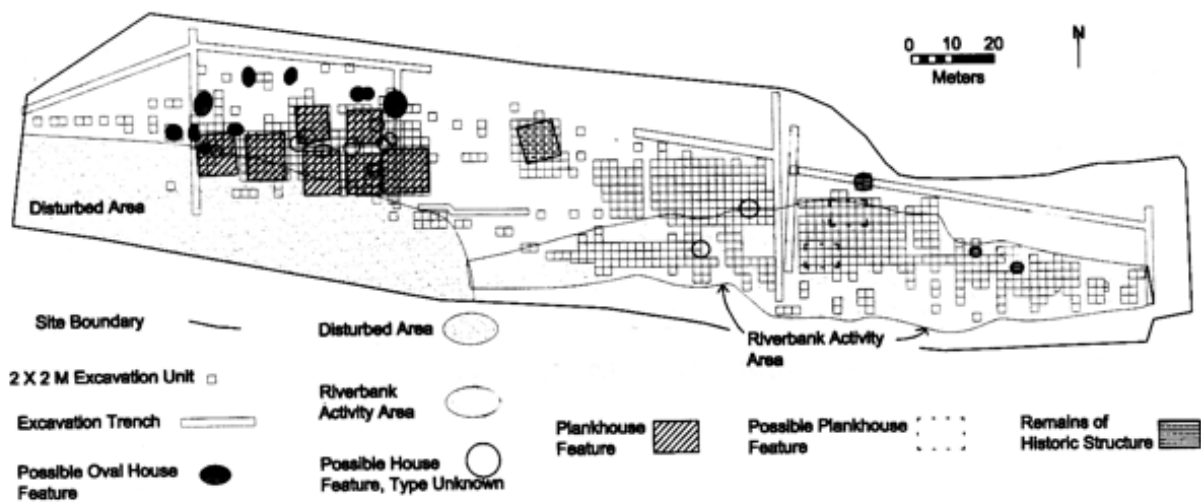 0 10 20
Meters
N
Disturbed Area
Riverbank Activity
Area
Site Boundary
Disturbed Area
2 X 2 M Excavation Unit
Riverbank
Activity Area
Excavation Trench
Plankhouse
Feature
Possible Plankhouse
Feature
Remains of
Historic Structure
Possible Oval House
Feature
Possible House
Feature, Type Unknown